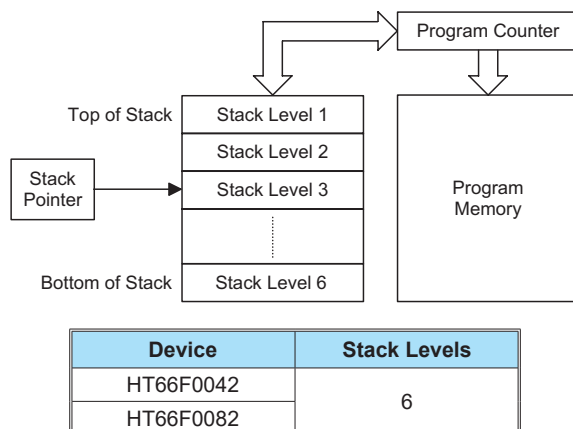 Program Counter
Top of Stack
Stack Level 1
Stack Level 2
Stack
Pointer
Stack Level 3
Program
Memory
Bottom of Stack
Stack Level 6
Device
Stack Levels
HT66F0042
6
HT66F0082